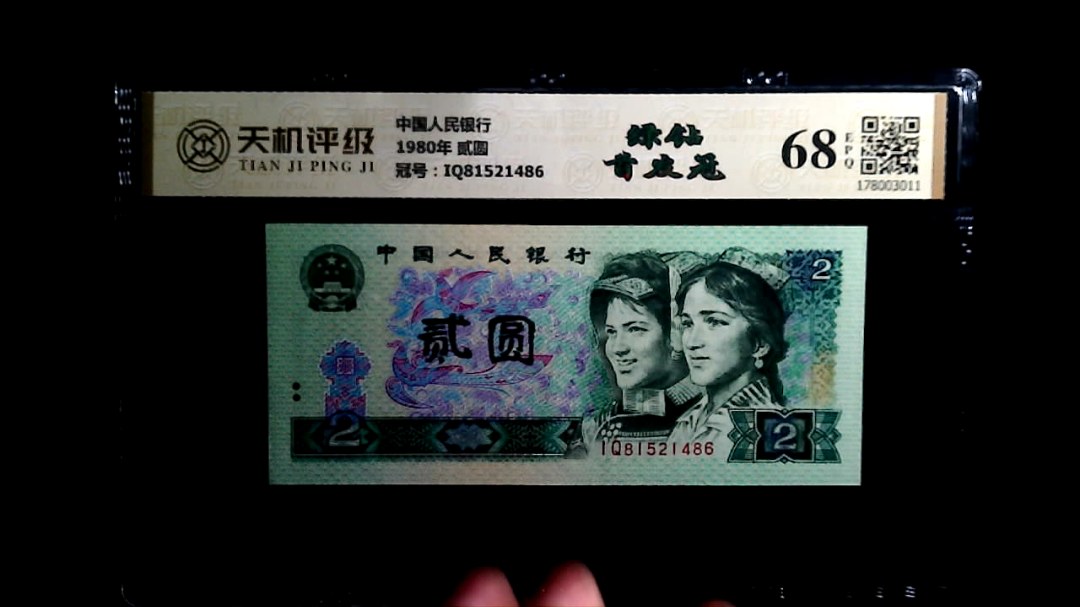 天机评级
TIAN JI PING JI
中国人民银行
1980年 贰圆
冠号：IQ81521486
绿钻
首发冠
68
EPQ
178003011
中国人民银行
2
贰圆
2
IQ81521486
2